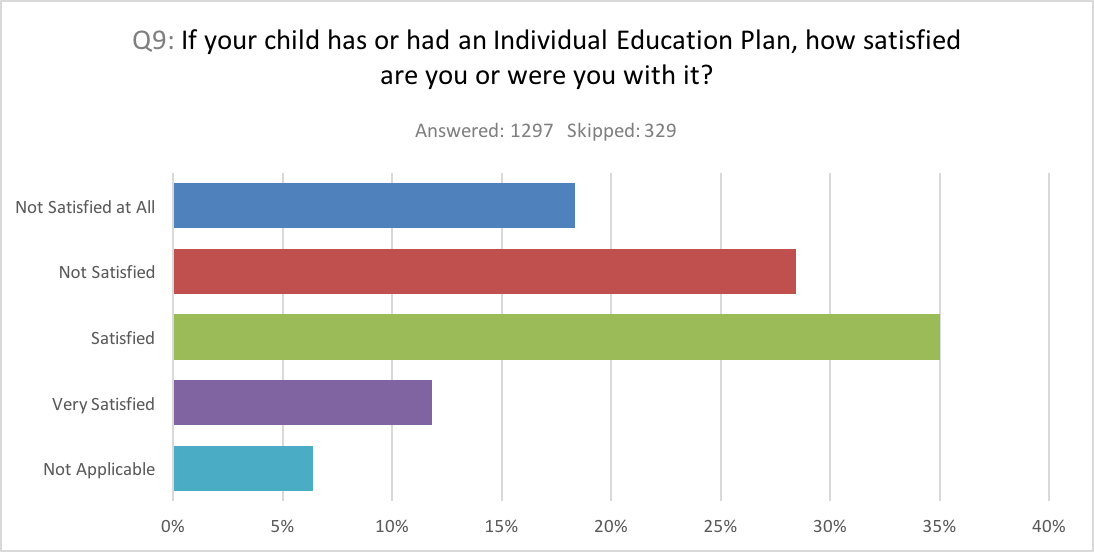 Q9: If your child has or had an Individual Education Plan, how satisfied
are you or were you with it?
Answered: 1297 Skipped: 329
Not Satisfied at All
Not Satisfied
Satisfied
Very Satisfied
Not Applicable
0% 5% 10% 15% 20% 25% 30% 35% 40%